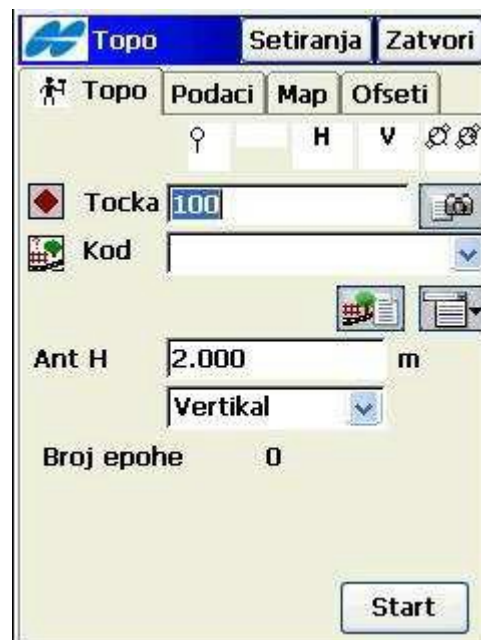 Topo Setiranja Zatvori
Topo Podaci Map Ofseti
H V
Tocka 100
Kod
Ant H 2.000 m
Vertikal
Broj epohe 0
Start